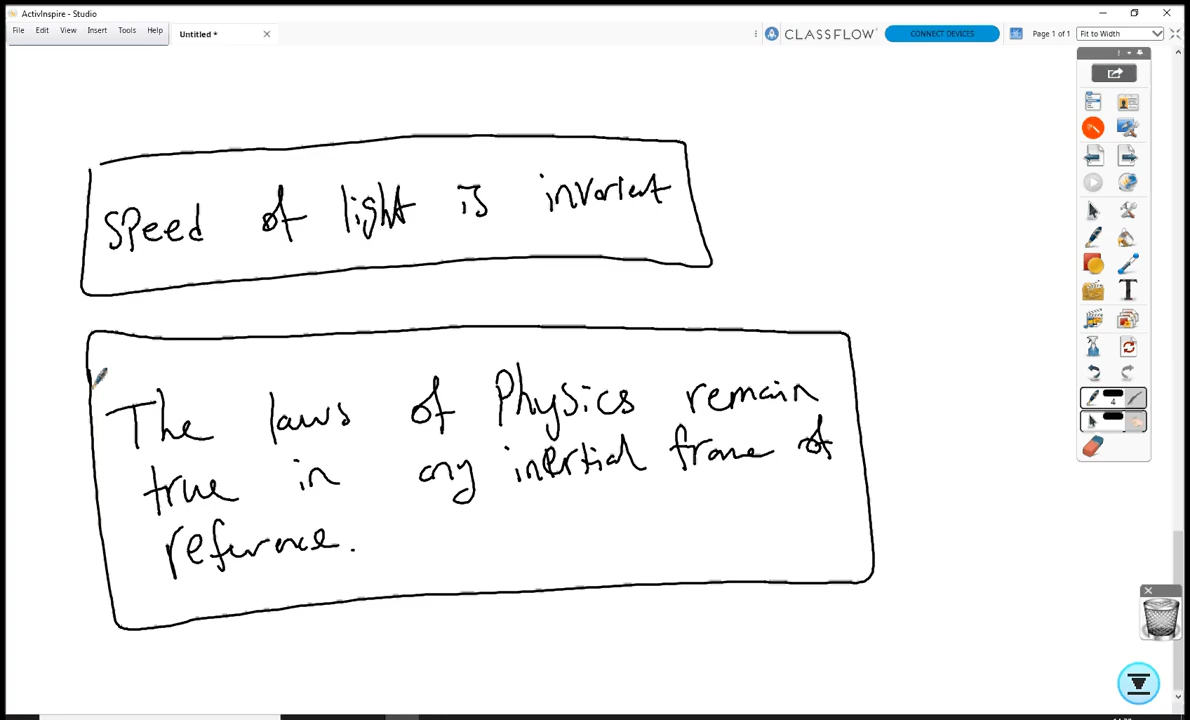 ActivInspire - Studio
File Edit View Insert Tools Help
Untitled *
CLASSFLOW
CONNECT DEVICES
Page 1 of 1
Fit to Width
speed of light is invariant
The laws of Physics remain
true in any inertial frame of
reference.
T
4